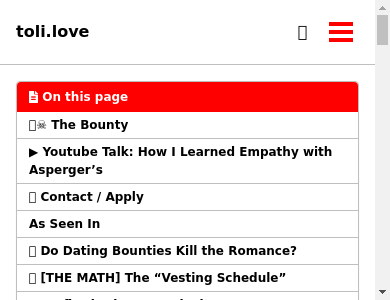 toli.love
On this page
☠ The Bounty
▶ Youtube Talk: How I Learned Empathy with
Asperger’s
Contact / Apply
As Seen In
Do Dating Bounties Kill the Romance?
[THE MATH] The “Vesting Schedule”